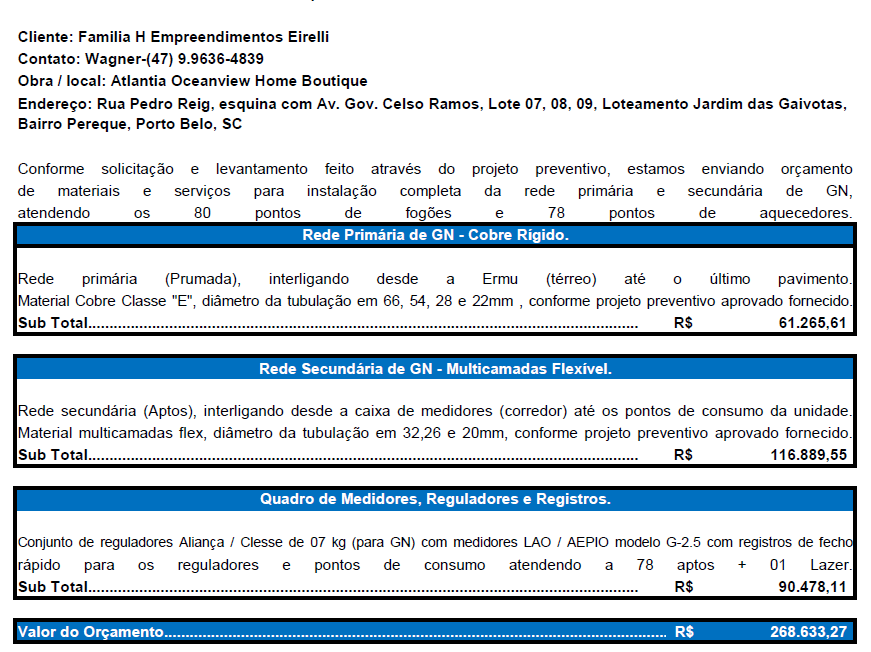 Cliente: Familia H Empreendimentos Eirelli
Contato: Wagner-(47) 9.9636-4839
Obra / local: Atlantia Oceanview Home Boutique
Endereço: Rua Pedro Reig, esquina com Av. Gov. Celso Ramos, Lote 07, 08, 09, Loteamento Jardim das Gaivotas,
Bairro Pereque, Porto Belo, SC
Conforme solicitação e levantamento feito através do projeto preventivo, estamos enviando orçamento
de materiais e serviços para instalação completa da rede primária e secundária de GN,
atendendo os 80 pontos de fogões e 78 pontos de aquecedores.
Rede Primária de GN - Cobre Rígido.
Rede primária (Prumada), interligando desde a Ermu (térreo) até o último pavimento.
Material Cobre Classe "E", diâmetro da tubulação em 66, 54, 28 e 22mm , conforme projeto preventivo aprovado fornecido.
Sub Total.................................................................................................................................... R$ 61.265,61
Rede Secundária de GN - Multicamadas Flexível.
Rede secundária (Aptos), interligando desde a caixa de medidores (corredor) até os pontos de consumo da unidade.
Material multicamadas flex, diâmetro da tubulação em 32,26 e 20mm, conforme projeto preventivo aprovado fornecido.
Sub Total.................................................................................................................................... R$ 116.889,55
Quadro de Medidores, Reguladores e Registros.
Conjunto de reguladores Aliança / Clesse de 07 kg (para GN) com medidores LAO / AEPIO modelo G-2.5 com registros de fecho
rápido para os reguladores e pontos de consumo atendendo a 78 aptos + 01 Lazer.
Sub Total.................................................................................................................................... R$ 90.478,11
Valor do Orçamento........................................................................................................................ R$ 268.633,27